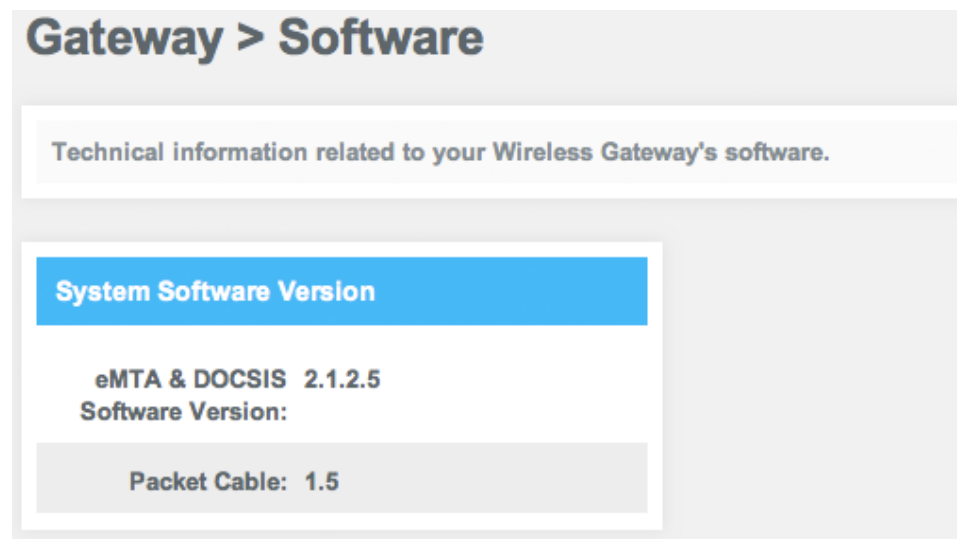 Gateway > Software
Technical information related to your Wireless Gateway's software.
System Software Version
eMTA & DOCSIS 2.1.2.5
Software Version:
Packet Cable: 1.5